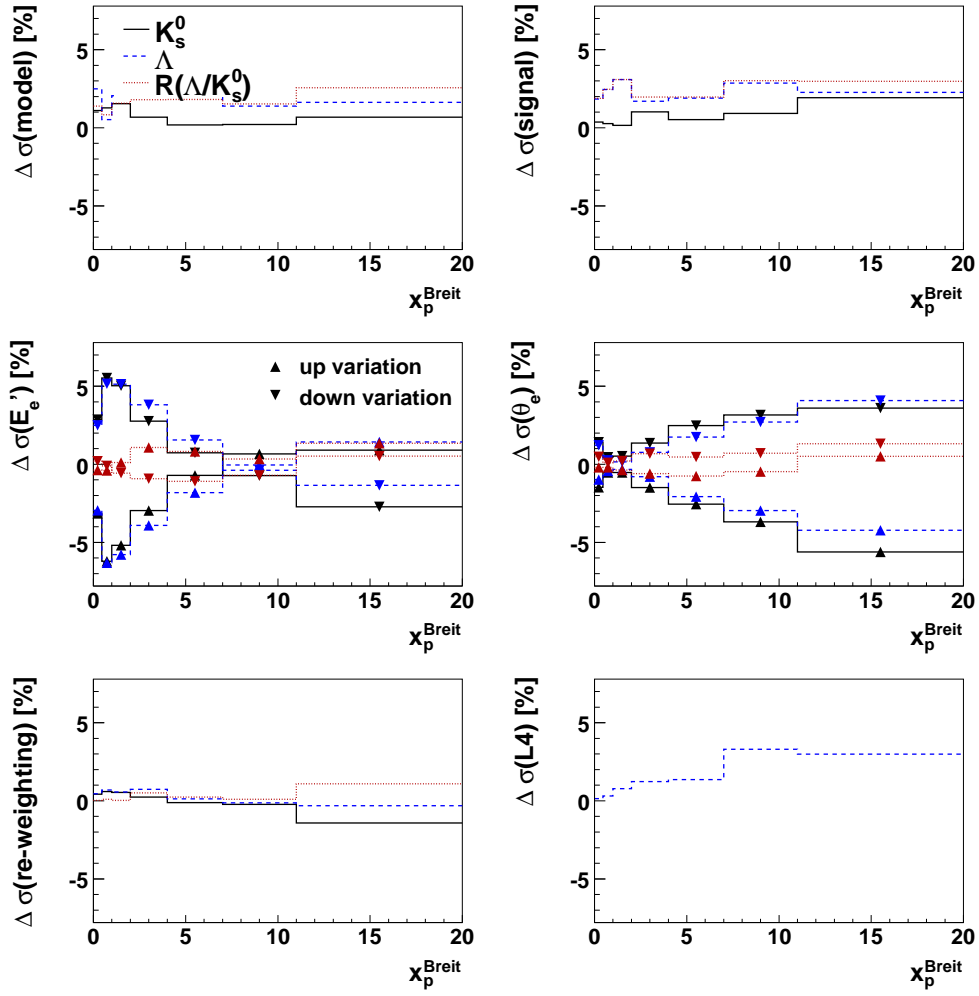 Δ σ(model) [%]
5
0
-5
K_s^0
Λ
R(Λ/K_s^0)
0 5 10 15 20
x_p^Breit
Δ σ(signal) [%]
5
0
-5
0 5 10 15 20
x_p^Breit
Δ σ(E_e') [%]
5
0
-5
up variation
down variation
0 5 10 15 20
x_p^Breit
Δ σ(θ_e) [%]
5
0
-5
0 5 10 15 20
x_p^Breit
Δ σ(re-weighting) [%]
5
0
-5
0 5 10 15 20
x_p^Breit
Δ σ(L4) [%]
5
0
-5
0 5 10 15 20
x_p^Breit